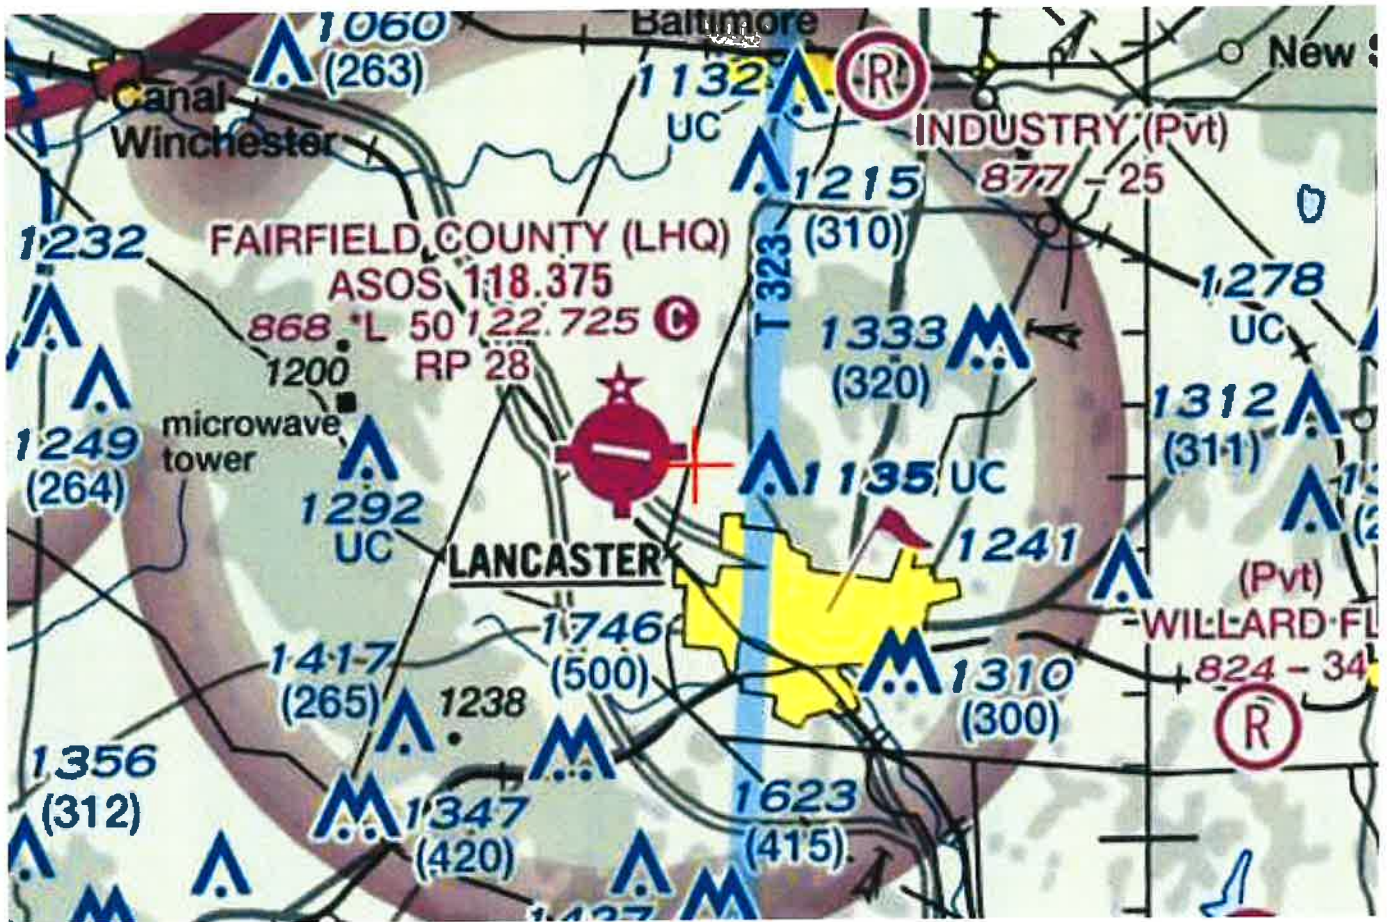 1060
(263)
Baltimore
1132
UC
R
New
Canal
Winchester
INDUSTRY (Pvt)
877 - 25
1215
(310)
1232
FAIRFIELD COUNTY (LHQ)
ASOS 118.375
868 *L 50 122.725 C
RP 28
T 323
1278
UC
1333
(320)
1200
microwave
tower
1249
(264)
1292
UC
1312
(311)
1135 UC
LANCASTER
1241
(Pvt)
WILLARD FL
824 - 34
R
1746
(500)
1417
(265)
1238
1310
(300)
1356
(312)
1347
(420)
1623
(415)
1427